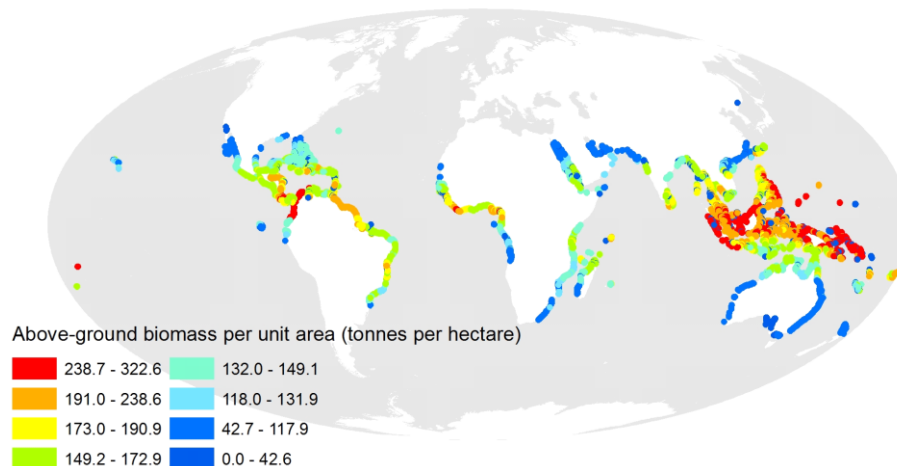 Above-ground biomass per unit area (tonnes per hectare)
238.7 - 322.6 132.0 - 149.1
191.0 - 238.6 118.0 - 131.9
173.0 - 190.9 42.7 - 117.9
149.2 - 172.9 0.0 - 42.6